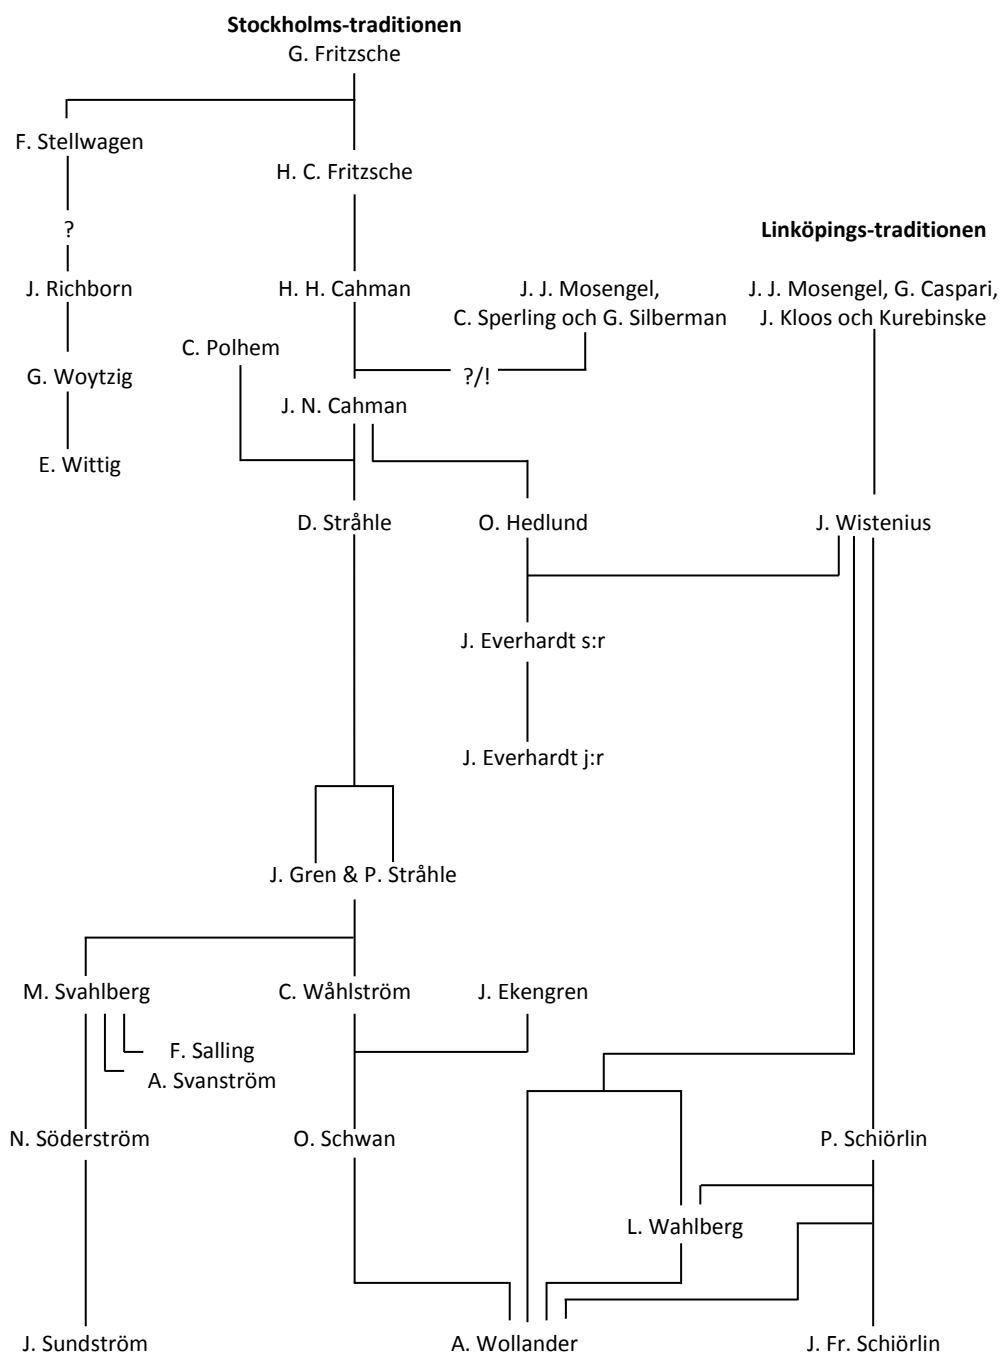 Stockholms-traditionen
G. Fritzsche
F. Stellwagen
H. C. Fritzsche
?
Linköpings-traditionen
J. Richborn
H. H. Cahman
J. J. Mosengel,
C. Sperling och G. Silberman
J. J. Mosengel, G. Caspari,
J. Kloos och Kurebinske
C. Polhem
G. Woytzig
?/!
J. N. Cahman
E. Wittig
D. Stråhle
O. Hedlund
J. Wistenius
J. Everhardt s:r
J. Everhardt j:r
J. Gren & P. Stråhle
M. Svahlberg
C. Wåhlström
J. Ekengren
F. Salling
A. Svanström
N. Söderström
O. Schwan
P. Schiörlin
L. Wahlberg
J. Sundström
A. Wollander
J. Fr. Schiörlin